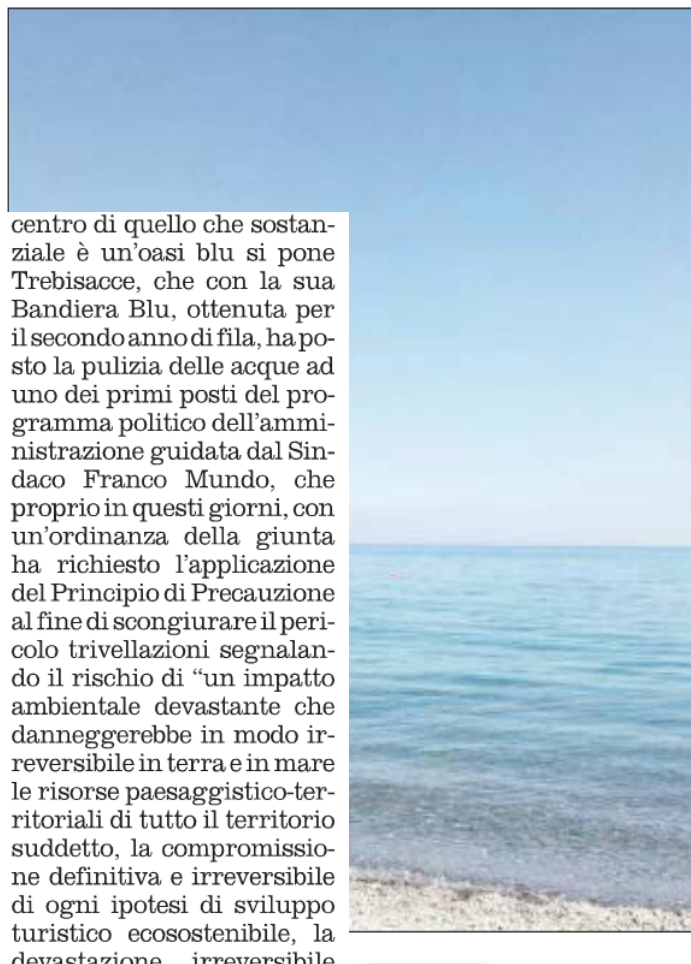 centro di quello che sostan-
ziale è un'oasi blu si pone
Trebisacce, che con la sua
Bandiera Blu, ottenuta per
il secondo anno di fila, ha po-
sto la pulizia delle acque ad
uno dei primi posti del pro-
gramma politico dell'ammi-
nistrazione guidata dal Sin-
daco Franco Mundo, che
proprio in questi giorni, con
un'ordinanza della giunta
ha richiesto l'applicazione
del Principio di Precauzione
al fine di scongiurare il peri-
colo trivellazioni segnalan-
do il rischio di “un impatto
ambientale devastante che
danneggerebbe in modo ir-
reversibile in terra e in mare
le risorse paesaggistico-ter-
ritoriali di tutto il territorio
suddetto, la compromissio-
ne definitiva e irreversibile
di ogni ipotesi di sviluppo
turistico ecosostenibile, la
devastazione irreversibile